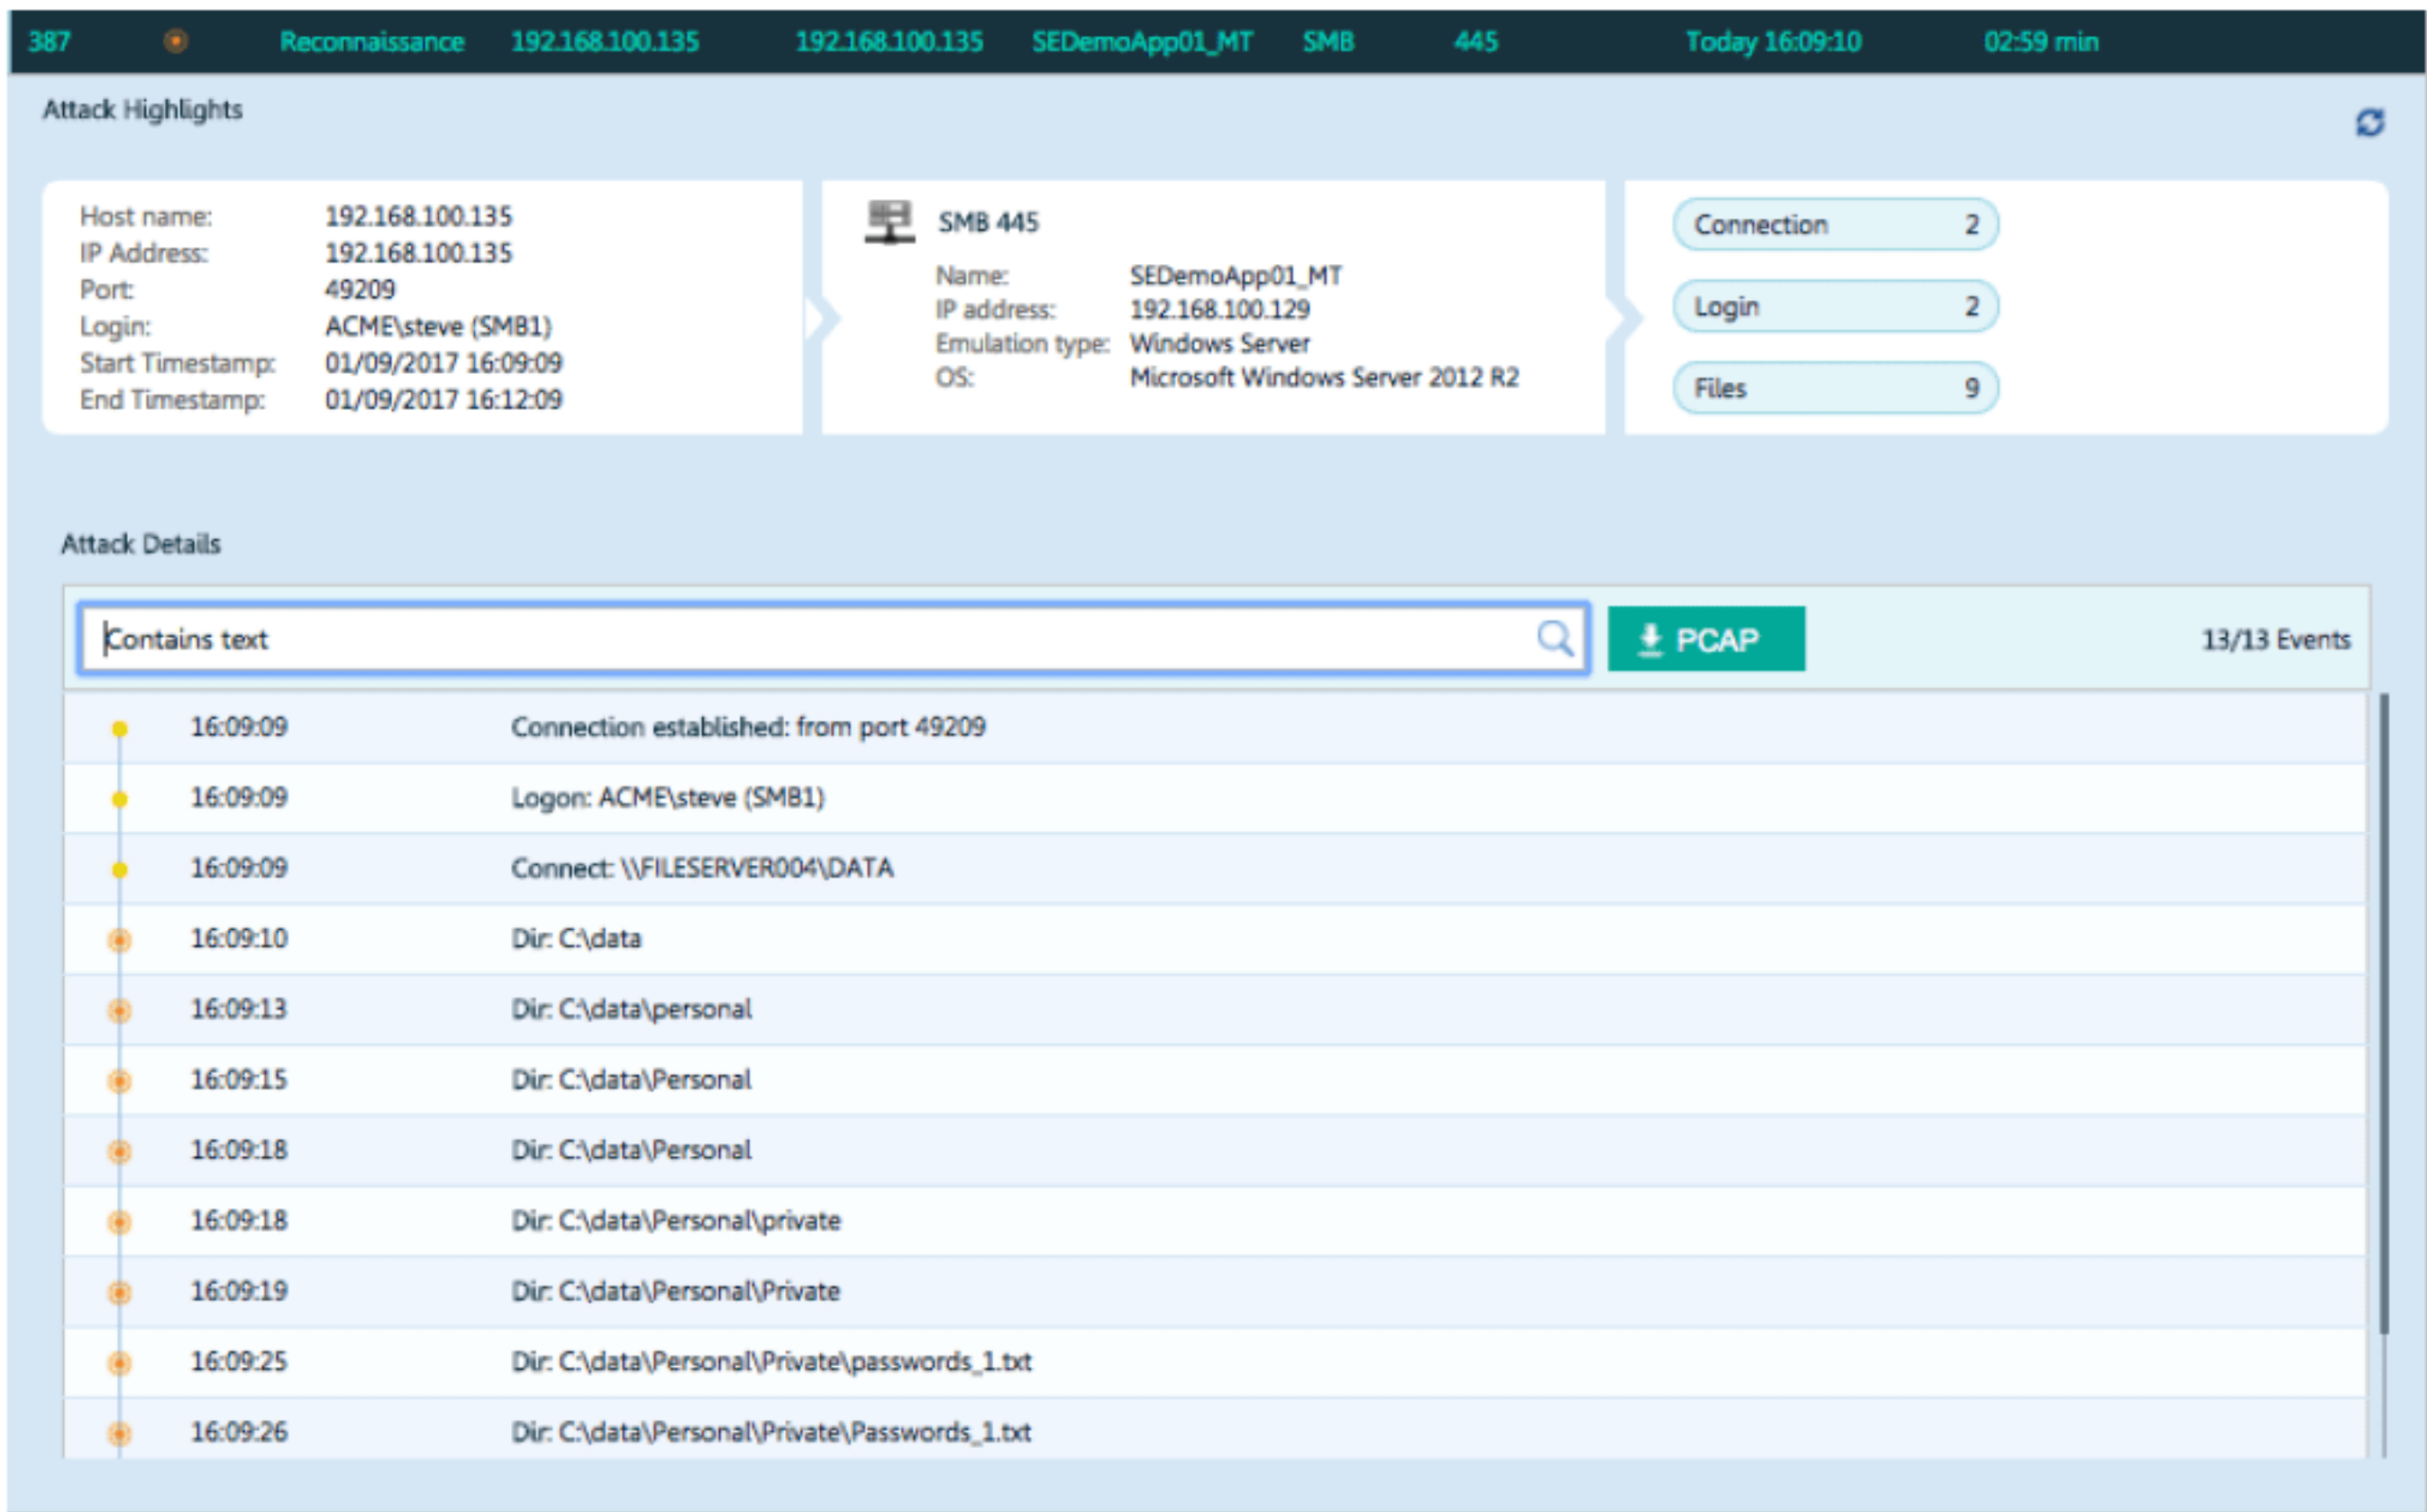 387 Reconnaissance 192.168.100.135 192.168.100.135 SEDemoApp01_MT SMB 445 Today 16:09:10 02:59 min
Attack Highlights
Host name: 192.168.100.135
IP Address: 192.168.100.135
Port: 49209
Login: ACME\steve (SMB1)
Start Timestamp: 01/09/2017 16:09:09
End Timestamp: 01/09/2017 16:12:09
SMB 445
Name: SEDemoApp01_MT
IP address: 192.168.100.129
Emulation type: Windows Server
OS: Microsoft Windows Server 2012 R2
Connection 2
Login 2
Files 9
Attack Details
Contains text PCAP 13/13 Events
16:09:09 Connection established: from port 49209
16:09:09 Logon: ACME\steve (SMB1)
16:09:09 Connect: \\FILESERVER004\DATA
16:09:10 Dir: C:\data
16:09:13 Dir: C:\data\personal
16:09:15 Dir: C:\data\Personal
16:09:18 Dir: C:\data\Personal
16:09:18 Dir: C:\data\Personal\private
16:09:19 Dir: C:\data\Personal\Private
16:09:25 Dir: C:\data\Personal\Private\passwords_1.txt
16:09:26 Dir: C:\data\Personal\Private\Passwords_1.txt